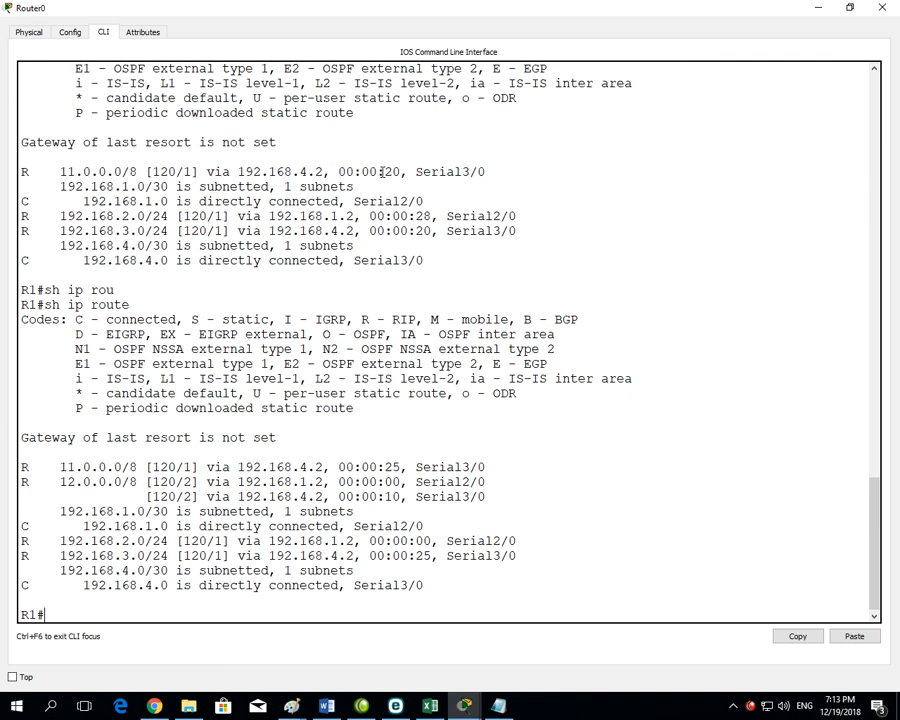 Router0
Physical Config CLI Attributes
IOS Command Line Interface
E1 - OSPF external type 1, E2 - OSPF external type 2, E - EGP
i - IS-IS, L1 - IS-IS level-1, L2 - IS-IS level-2, ia - IS-IS inter area
* - candidate default, U - per-user static route, o - ODR
P - periodic downloaded static route
Gateway of last resort is not set
R    11.0.0.0/8 [120/1] via 192.168.4.2, 00:00:20, Serial3/0
192.168.1.0/30 is subnetted, 1 subnets
C       192.168.1.0 is directly connected, Serial2/0
R    192.168.2.0/24 [120/1] via 192.168.1.2, 00:00:28, Serial2/0
R    192.168.3.0/24 [120/1] via 192.168.4.2, 00:00:20, Serial3/0
192.168.4.0/30 is subnetted, 1 subnets
C       192.168.4.0 is directly connected, Serial3/0
R1#sh ip rou
R1#sh ip route
Codes: C - connected, S - static, I - IGRP, R - RIP, M - mobile, B - BGP
D - EIGRP, EX - EIGRP external, O - OSPF, IA - OSPF inter area
N1 - OSPF NSSA external type 1, N2 - OSPF NSSA external type 2
E1 - OSPF external type 1, E2 - OSPF external type 2, E - EGP
i - IS-IS, L1 - IS-IS level-1, L2 - IS-IS level-2, ia - IS-IS inter area
* - candidate default, U - per-user static route, o - ODR
P - periodic downloaded static route
Gateway of last resort is not set
R    11.0.0.0/8 [120/1] via 192.168.4.2, 00:00:25, Serial3/0
R    12.0.0.0/8 [120/2] via 192.168.1.2, 00:00:00, Serial2/0
[120/2] via 192.168.4.2, 00:00:10, Serial3/0
192.168.1.0/30 is subnetted, 1 subnets
C       192.168.1.0 is directly connected, Serial2/0
R    192.168.2.0/24 [120/1] via 192.168.1.2, 00:00:00, Serial2/0
R    192.168.3.0/24 [120/1] via 192.168.4.2, 00:00:25, Serial3/0
192.168.4.0/30 is subnetted, 1 subnets
C       192.168.4.0 is directly connected, Serial3/0
R1#
Ctrl+F6 to exit CLI focus
Copy Paste
Top
7:13 PM
12/19/2018